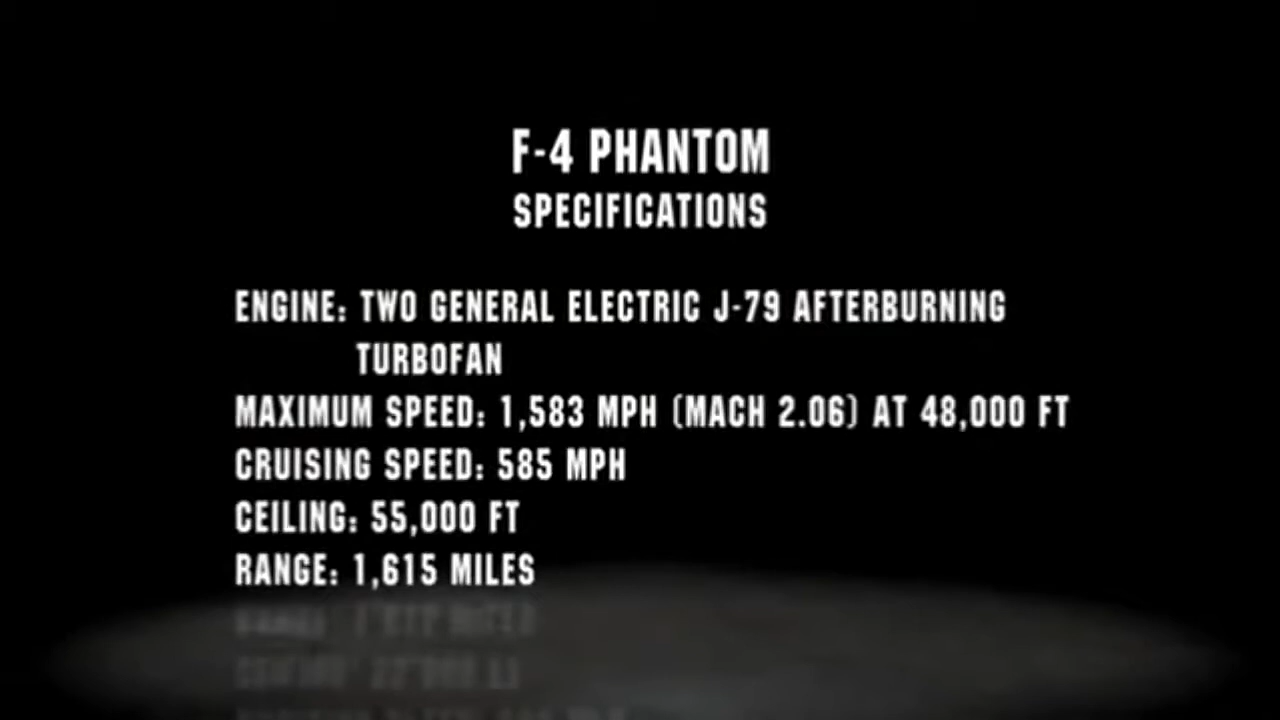 F-4 PHANTOM
SPECIFICATIONS
ENGINE: TWO GENERAL ELECTRIC J-79 AFTERBURNING
TURBOFAN
MAXIMUM SPEED: 1,583 MPH (MACH 2.06) AT 48,000 FT
CRUISING SPEED: 585 MPH
CEILING: 55,000 FT
RANGE: 1,615 MILES